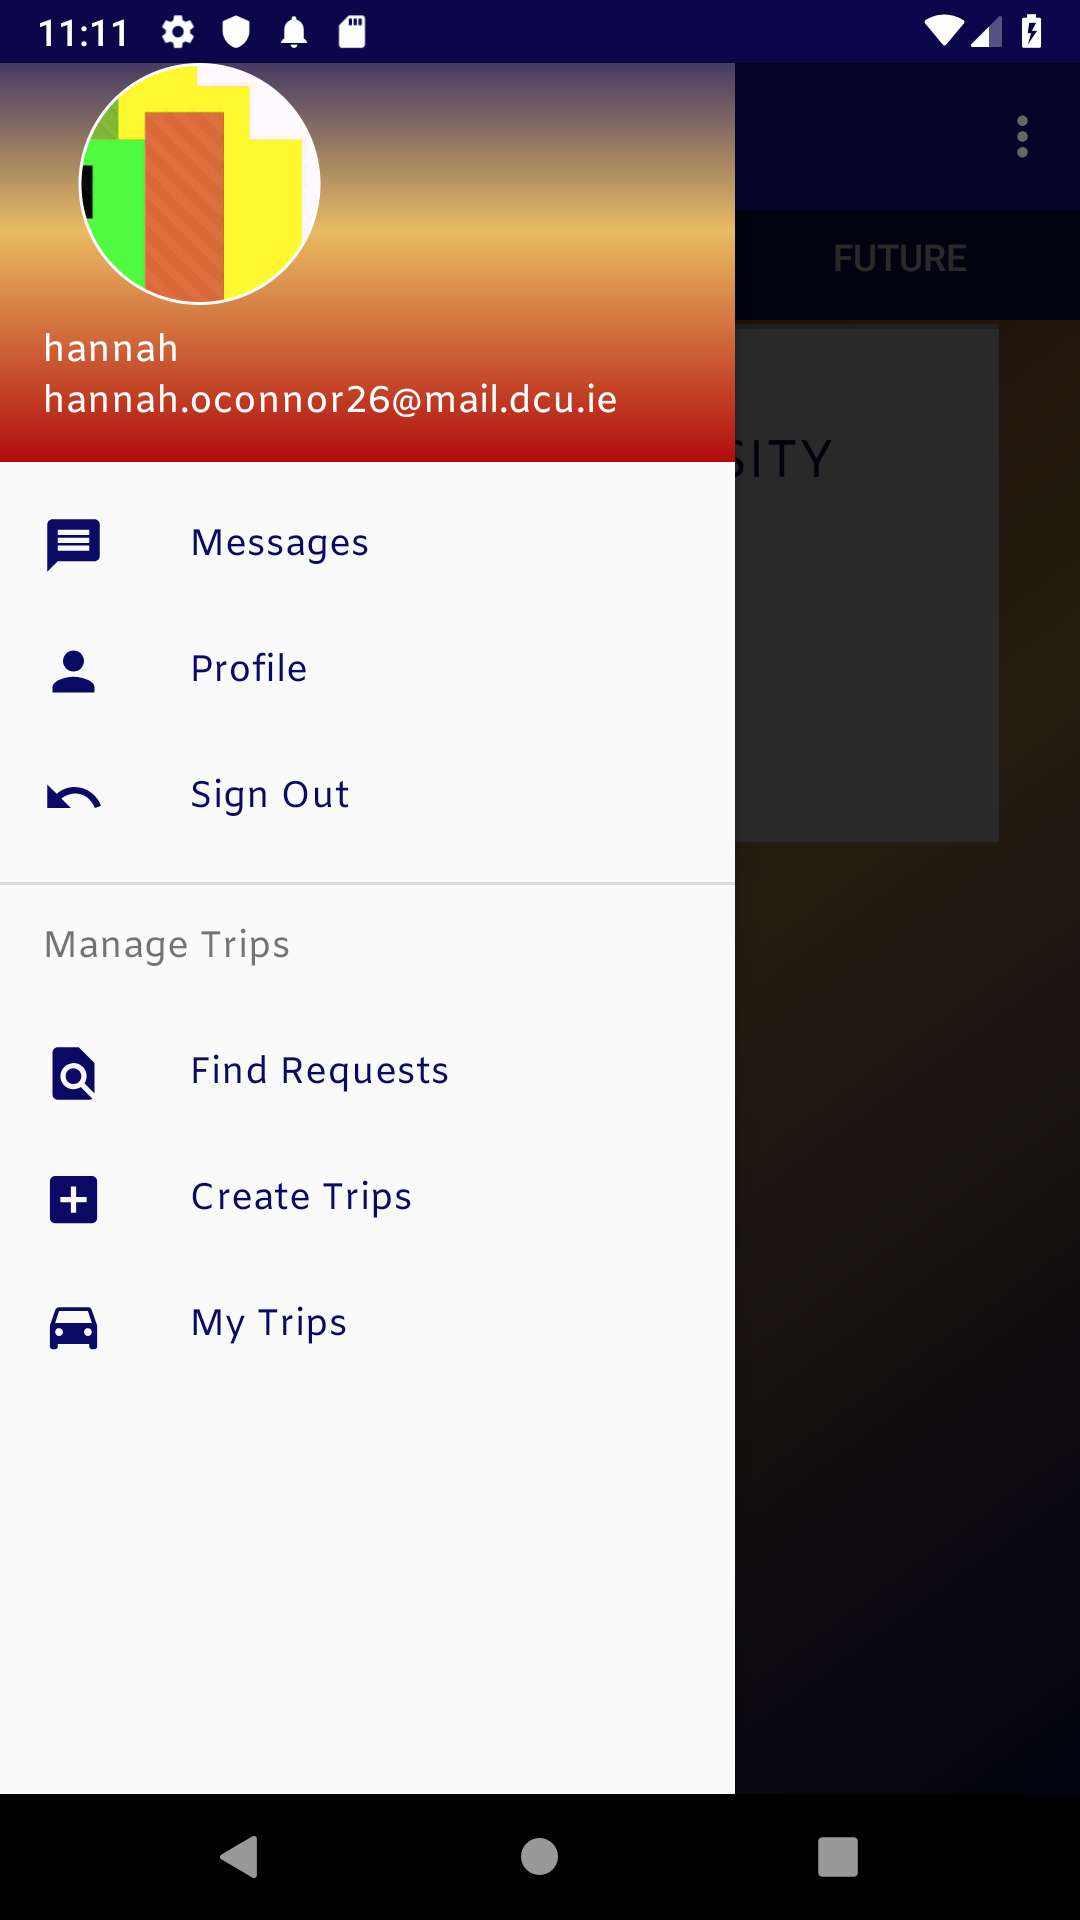 11:11
FUTURE
hannah
hannah.oconnor26@mail.dcu.ie
SITY
Messages
Profile
Sign Out
Manage Trips
Find Requests
Create Trips
My Trips